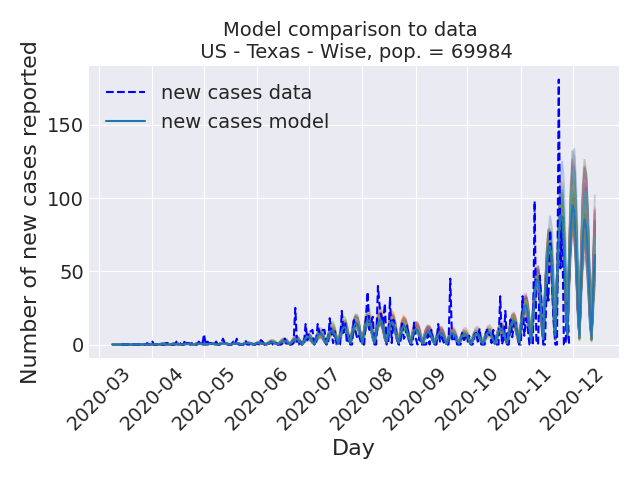 Model comparison to data
US - Texas - Wise, pop. = 69984
new cases data
new cases model
Number of new cases reported
150
100
50
0
2020-03
2020-04
2020-05
2020-06
2020-07
2020-08
2020-09
2020-10
2020-11
2020-12
Day